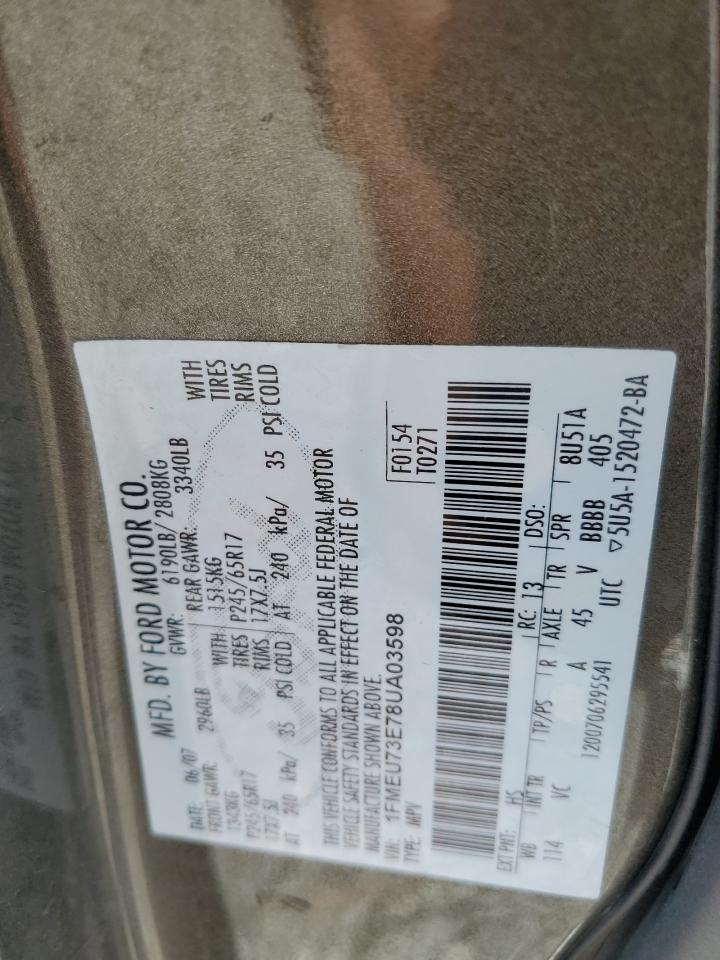 MFD. BY FORD MOTOR CO.
DATE: 06/07 GVWR: 6190LB/ 2808KG
FRONT GAWR: 2960LB REAR GAWR: 3340LB
1343KG WITH 1515KG WITH
P245/65R17 TIRES P245/65R17 TIRES
17X7.5J RIMS 17X7.5J RIMS
AT 240 kPa/ 35 PSI COLD AT 240 kPa/ 35 PSI COLD
THIS VEHICLE CONFORMS TO ALL APPLICABLE FEDERAL MOTOR
VEHICLE SAFETY STANDARDS IN EFFECT ON THE DATE OF
MANUFACTURE SHOWN ABOVE.
VIN: 1FMEU73E78UA03598 F0154
TYPE: MPV T0271
EXT PNT: HS RC: 13 DSO:
WB INT TR TP/PS R AXLE TR SPR 8U51A
114 VC A 45 V BBBB 405
1200706295541 UTC ▽5U5A-1520472-BA